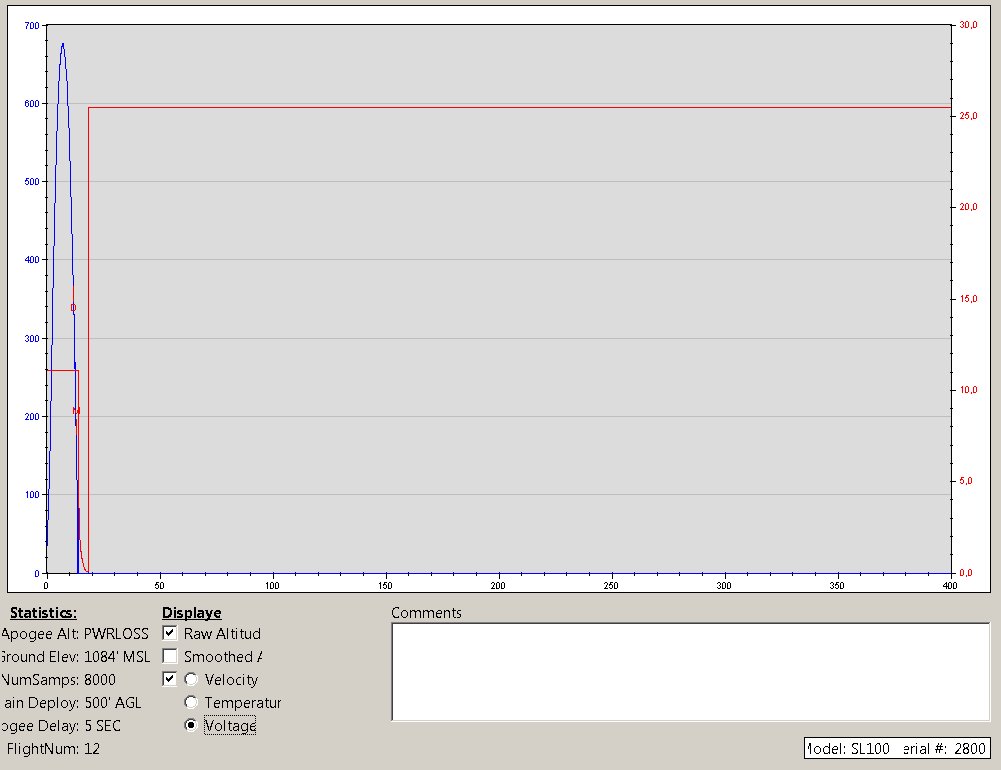 700
600
500
400
300
200
100
0
30,0
25,0
20,0
15,0
10,0
5,0
0,0
0 50 100 150 200 250 300 350 400
Statistics:
Apogee Alt: PWRLOSS
Ground Elev: 1084' MSL
NumSamps: 8000
ain Deploy: 500' AGL
ogee Delay: 5 SEC
FlightNum: 12
Displaye
Raw Altitud
Smoothed A
Velocity
Temperatur
Voltage
Comments
Model: SL100 erial #: 2800